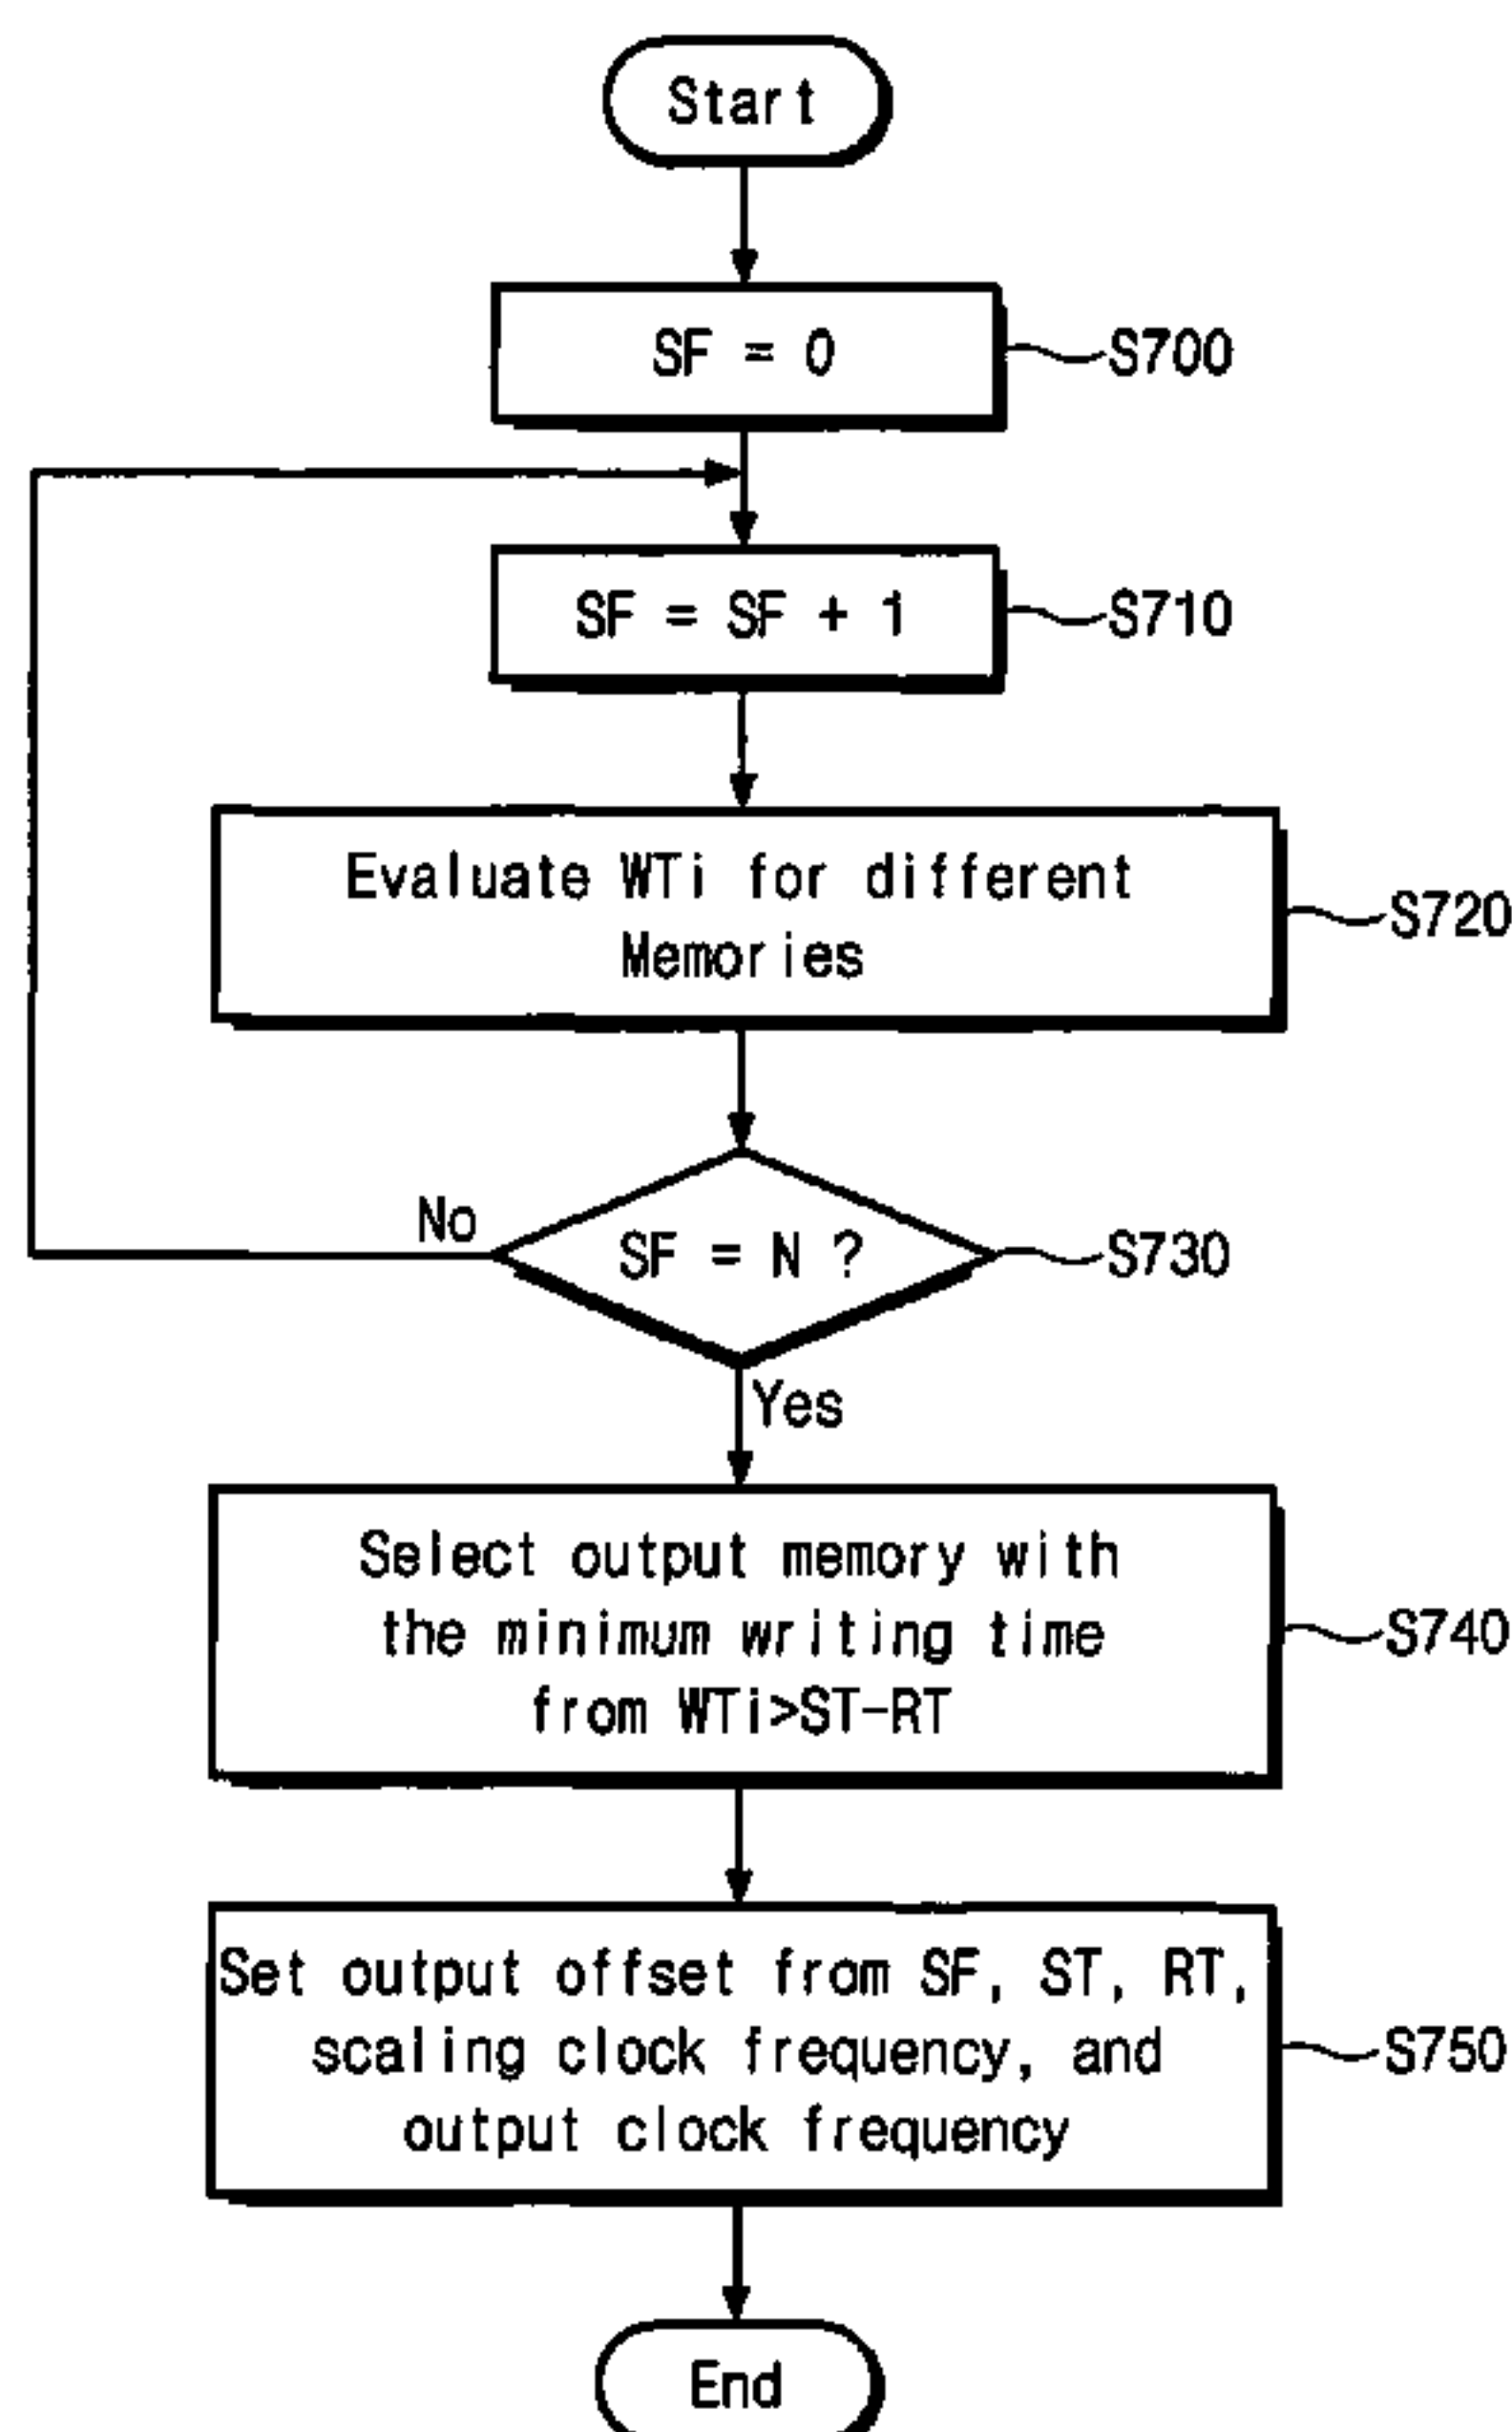 Start
SF = 0
S700
SF = SF + 1
S710
Evaluate WTi for different
Memories
S720
No
SF = N ?
S730
Yes
Select output memory with
the minimum writing time
from WTi>ST-RT
S740
Set output offset from SF, ST, RT,
scaling clock frequency, and
output clock frequency
S750
End